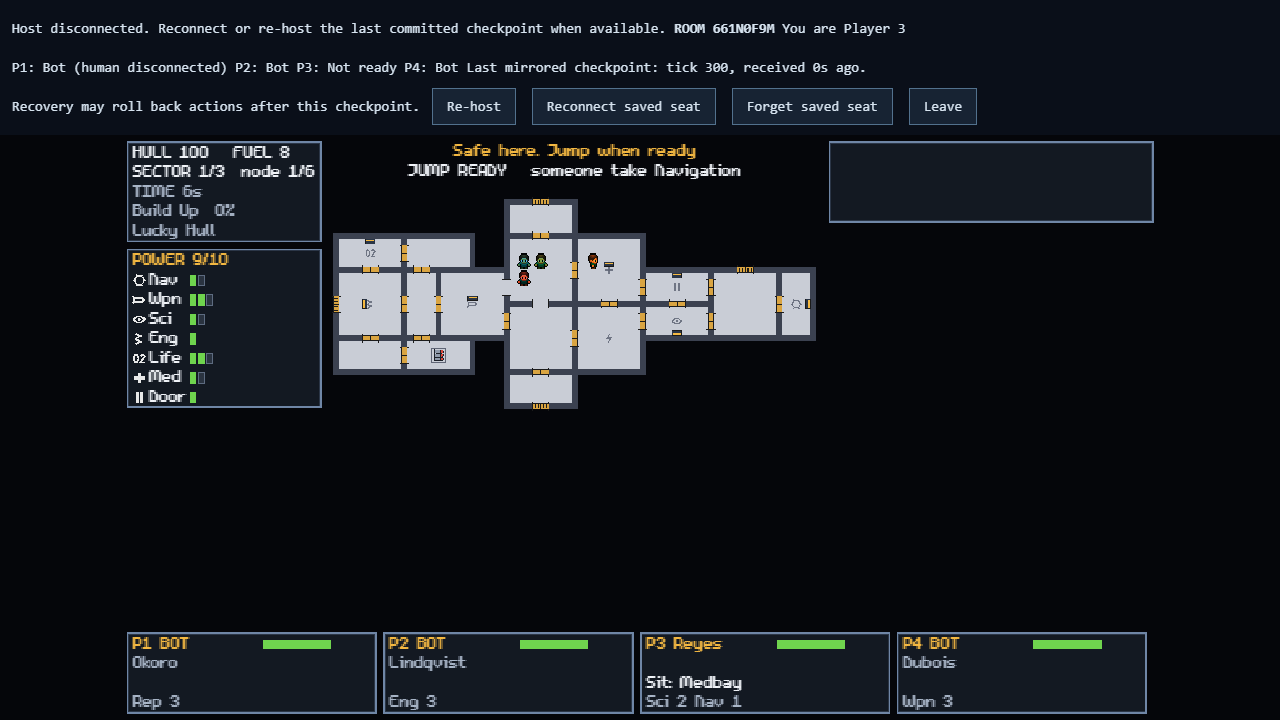 Host disconnected. Reconnect or re-host the last committed checkpoint when available. ROOM 661N0F9M You are Player 3
P1: Bot (human disconnected) P2: Bot P3: Not ready P4: Bot Last mirrored checkpoint: tick 300, received 0s ago.
Recovery may roll back actions after this checkpoint. Re-host Reconnect saved seat Forget saved seat Leave
HULL 100 FUEL 8
SECTOR 1/3 node 1/6
TIME 6s
Build Up 0%
Lucky Hull
Safe here. Jump when ready
JUMP READY someone take Navigation
POWER 9/10
Nav
Wpn
Sci
Eng
O2 Life
Med
Door
O2
P1 BOT
Okoro
Rep 3
P2 BOT
Lindqvist
Eng 3
P3 Reyes
Sit: Medbay
Sci 2 Nav 1
P4 BOT
Dubois
Wpn 3